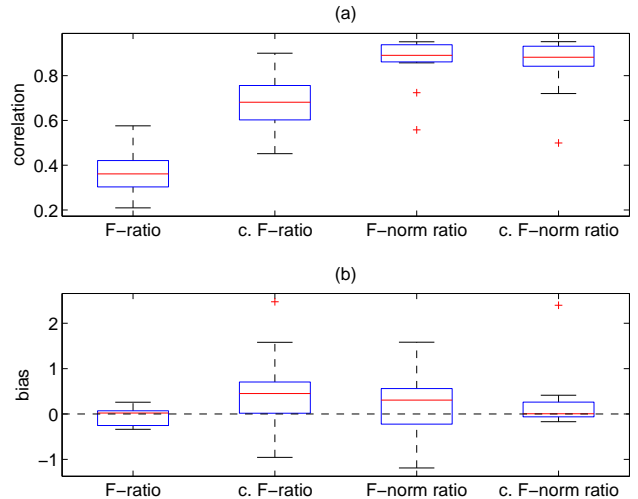 (a)
0.8
0.6
0.4
0.2
correlation
F−ratio c. F−ratio F−norm ratio c. F−norm ratio
(b)
2
1
0
−1
bias
F−ratio c. F−ratio F−norm ratio c. F−norm ratio